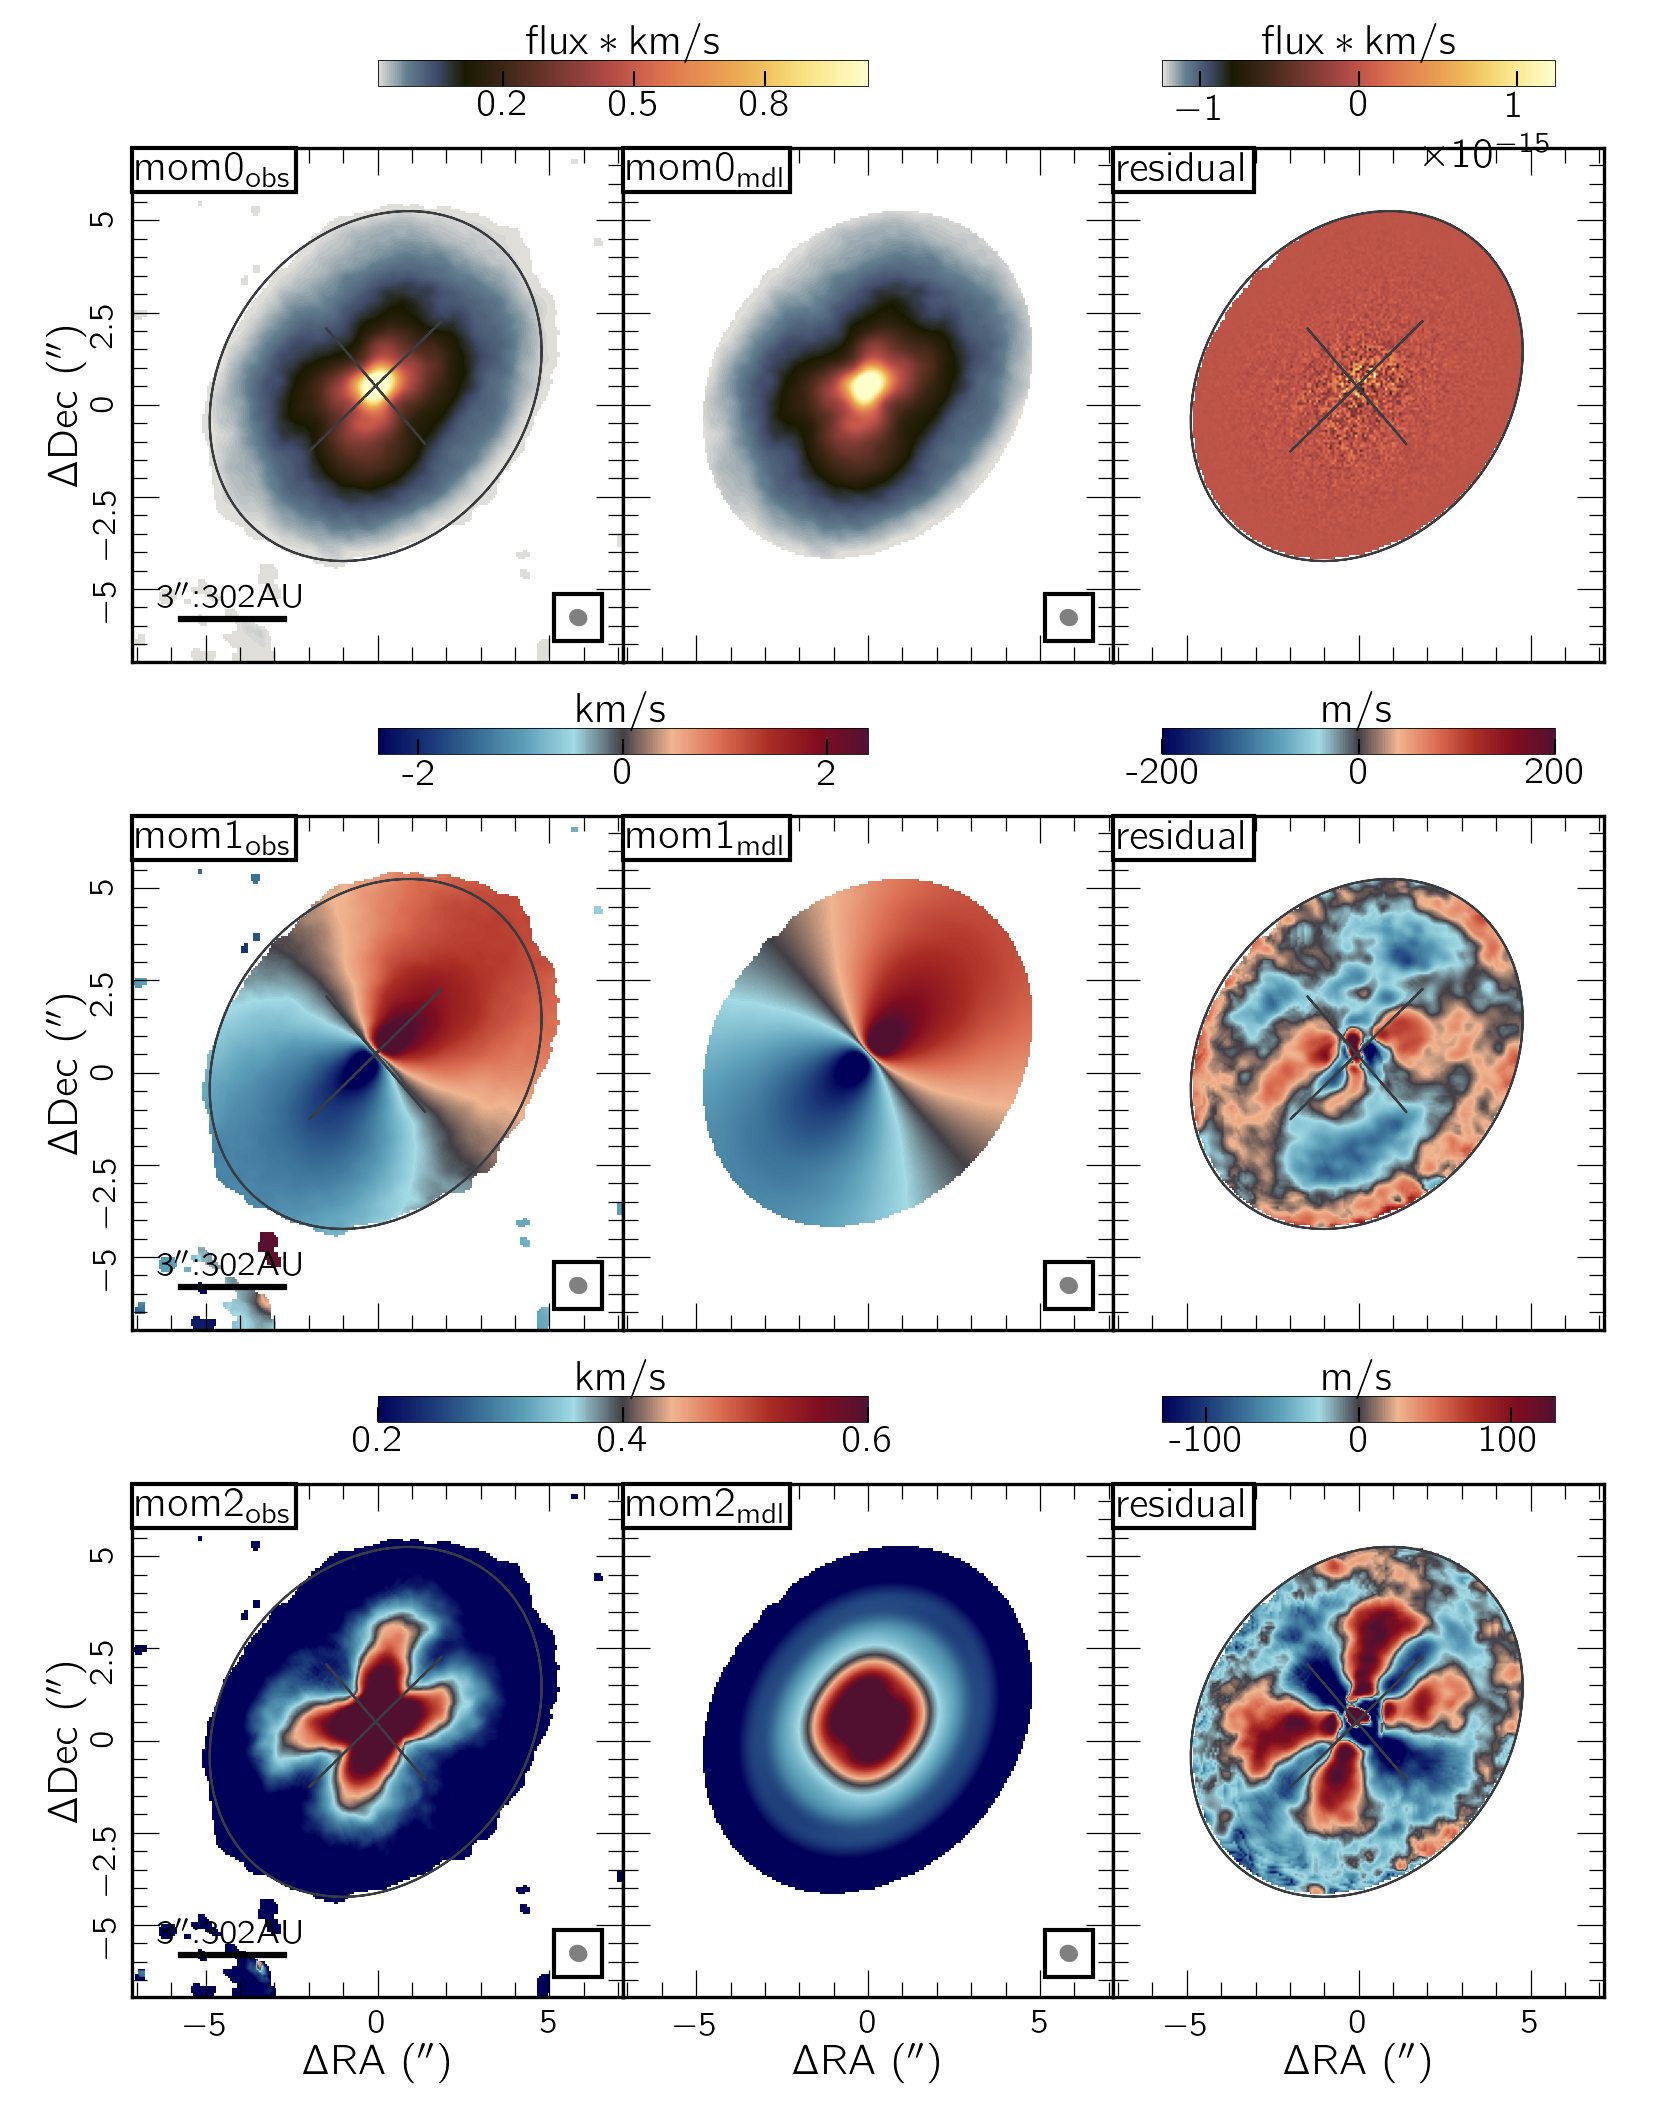 flux ∗ km/s
flux ∗ km/s
0.2 0.5 0.8
−1 0 1
×10−15
mom0obs
mom0mdl
residual
ΔDec (″)
5
2.5
0
−2.5
−5
3″:302AU
km/s
m/s
-2 0 2
-200 0 200
mom1obs
mom1mdl
residual
ΔDec (″)
5
2.5
0
−2.5
−5
3″:302AU
km/s
m/s
0.2 0.4 0.6
-100 0 100
mom2obs
mom2mdl
residual
ΔDec (″)
5
2.5
0
−2.5
−5
3″:302AU
−5 0 5
−5 0 5
−5 0 5
ΔRA (″)
ΔRA (″)
ΔRA (″)